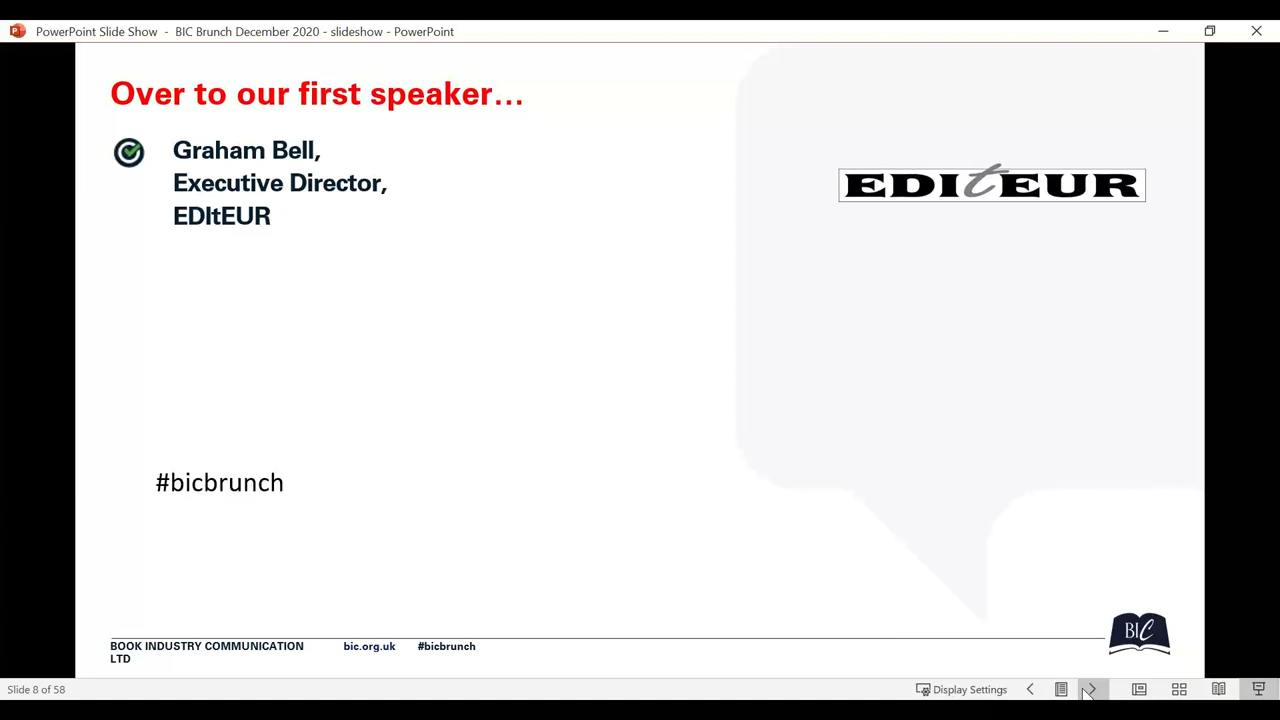 PowerPoint Slide Show - BIC Brunch December 2020 - slideshow - PowerPoint
Over to our first speaker…
Graham Bell,
Executive Director,
EDItEUR
EDItEUR
#bicbrunch
BOOK INDUSTRY COMMUNICATION
LTD
bic.org.uk
#bicbrunch
BIC
Slide 8 of 58
Display Settings